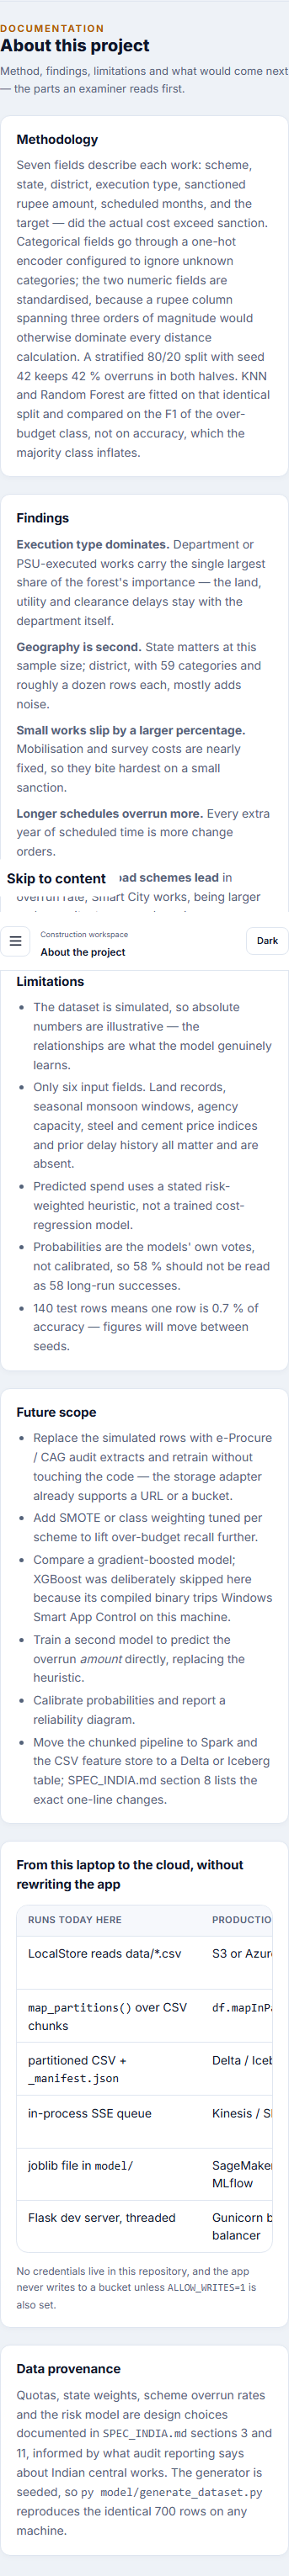 DOCUMENTATION
About this project
Method, findings, limitations and what would come next
— the parts an examiner reads first.
Methodology
Seven fields describe each work: scheme,
state, district, execution type, sanctioned
rupee amount, scheduled months, and the
target — did the actual cost exceed sanction.
Categorical fields go through a one-hot
encoder configured to ignore unknown
categories; the two numeric fields are
standardised, because a rupee column
spanning three orders of magnitude would
otherwise dominate every distance
calculation. A stratified 80/20 split with seed
42 keeps 42 % overruns in both halves. KNN
and Random Forest are fitted on that identical
split and compared on the F1 of the over-
budget class, not on accuracy, which the
majority class inflates.
Findings
Execution type dominates. Department or
PSU-executed works carry the single largest
share of the forest's importance — the land,
utility and clearance delays stay with the
department itself.
Geography is second. State matters at this
sample size; district, with 59 categories and
roughly a dozen rows each, mostly adds
noise.
Small works slip by a larger percentage.
Mobilisation and survey costs are nearly
fixed, so they bite hardest on a small
sanction.
Longer schedules overrun more. Every extra
year of scheduled time is more change
orders.
Skip to content
ad schemes lead in
overrun rate, Smart City works, being larger
Construction workspace
About the project
Dark
Limitations
• The dataset is simulated, so absolute
numbers are illustrative — the
relationships are what the model genuinely
learns.
• Only six input fields. Land records,
seasonal monsoon windows, agency
capacity, steel and cement price indices
and prior delay history all matter and are
absent.
• Predicted spend uses a stated risk-
weighted heuristic, not a trained cost-
regression model.
• Probabilities are the models' own votes,
not calibrated, so 58 % should not be read
as 58 long-run successes.
• 140 test rows means one row is 0.7 % of
accuracy — figures will move between
seeds.
Future scope
• Replace the simulated rows with e-Procure
/ CAG audit extracts and retrain without
touching the code — the storage adapter
already supports a URL or a bucket.
• Add SMOTE or class weighting tuned per
scheme to lift over-budget recall further.
• Compare a gradient-boosted model;
XGBoost was deliberately skipped here
because its compiled binary trips Windows
Smart App Control on this machine.
• Train a second model to predict the
overrun amount directly, replacing the
heuristic.
• Calibrate probabilities and report a
reliability diagram.
• Move the chunked pipeline to Spark and
the CSV feature store to a Delta or Iceberg
table; SPEC_INDIA.md section 8 lists the
exact one-line changes.
From this laptop to the cloud, without
rewriting the app
RUNS TODAY HERE PRODUCTIO
LocalStore reads data/*.csv S3 or Azur
map_partitions() over CSV df.mapInPa
chunks
partitioned CSV + Delta / Iceb
_manifest.json
in-process SSE queue Kinesis / S
joblib file in model/ SageMaker
MLflow
Flask dev server, threaded Gunicorn b
balancer
No credentials live in this repository, and the app
never writes to a bucket unless ALLOW_WRITES=1 is
also set.
Data provenance
Quotas, state weights, scheme overrun rates
and the risk model are design choices
documented in SPEC_INDIA.md sections 3 and
11, informed by what audit reporting says
about Indian central works. The generator is
seeded, so py model/generate_dataset.py
reproduces the identical 700 rows on any
machine.